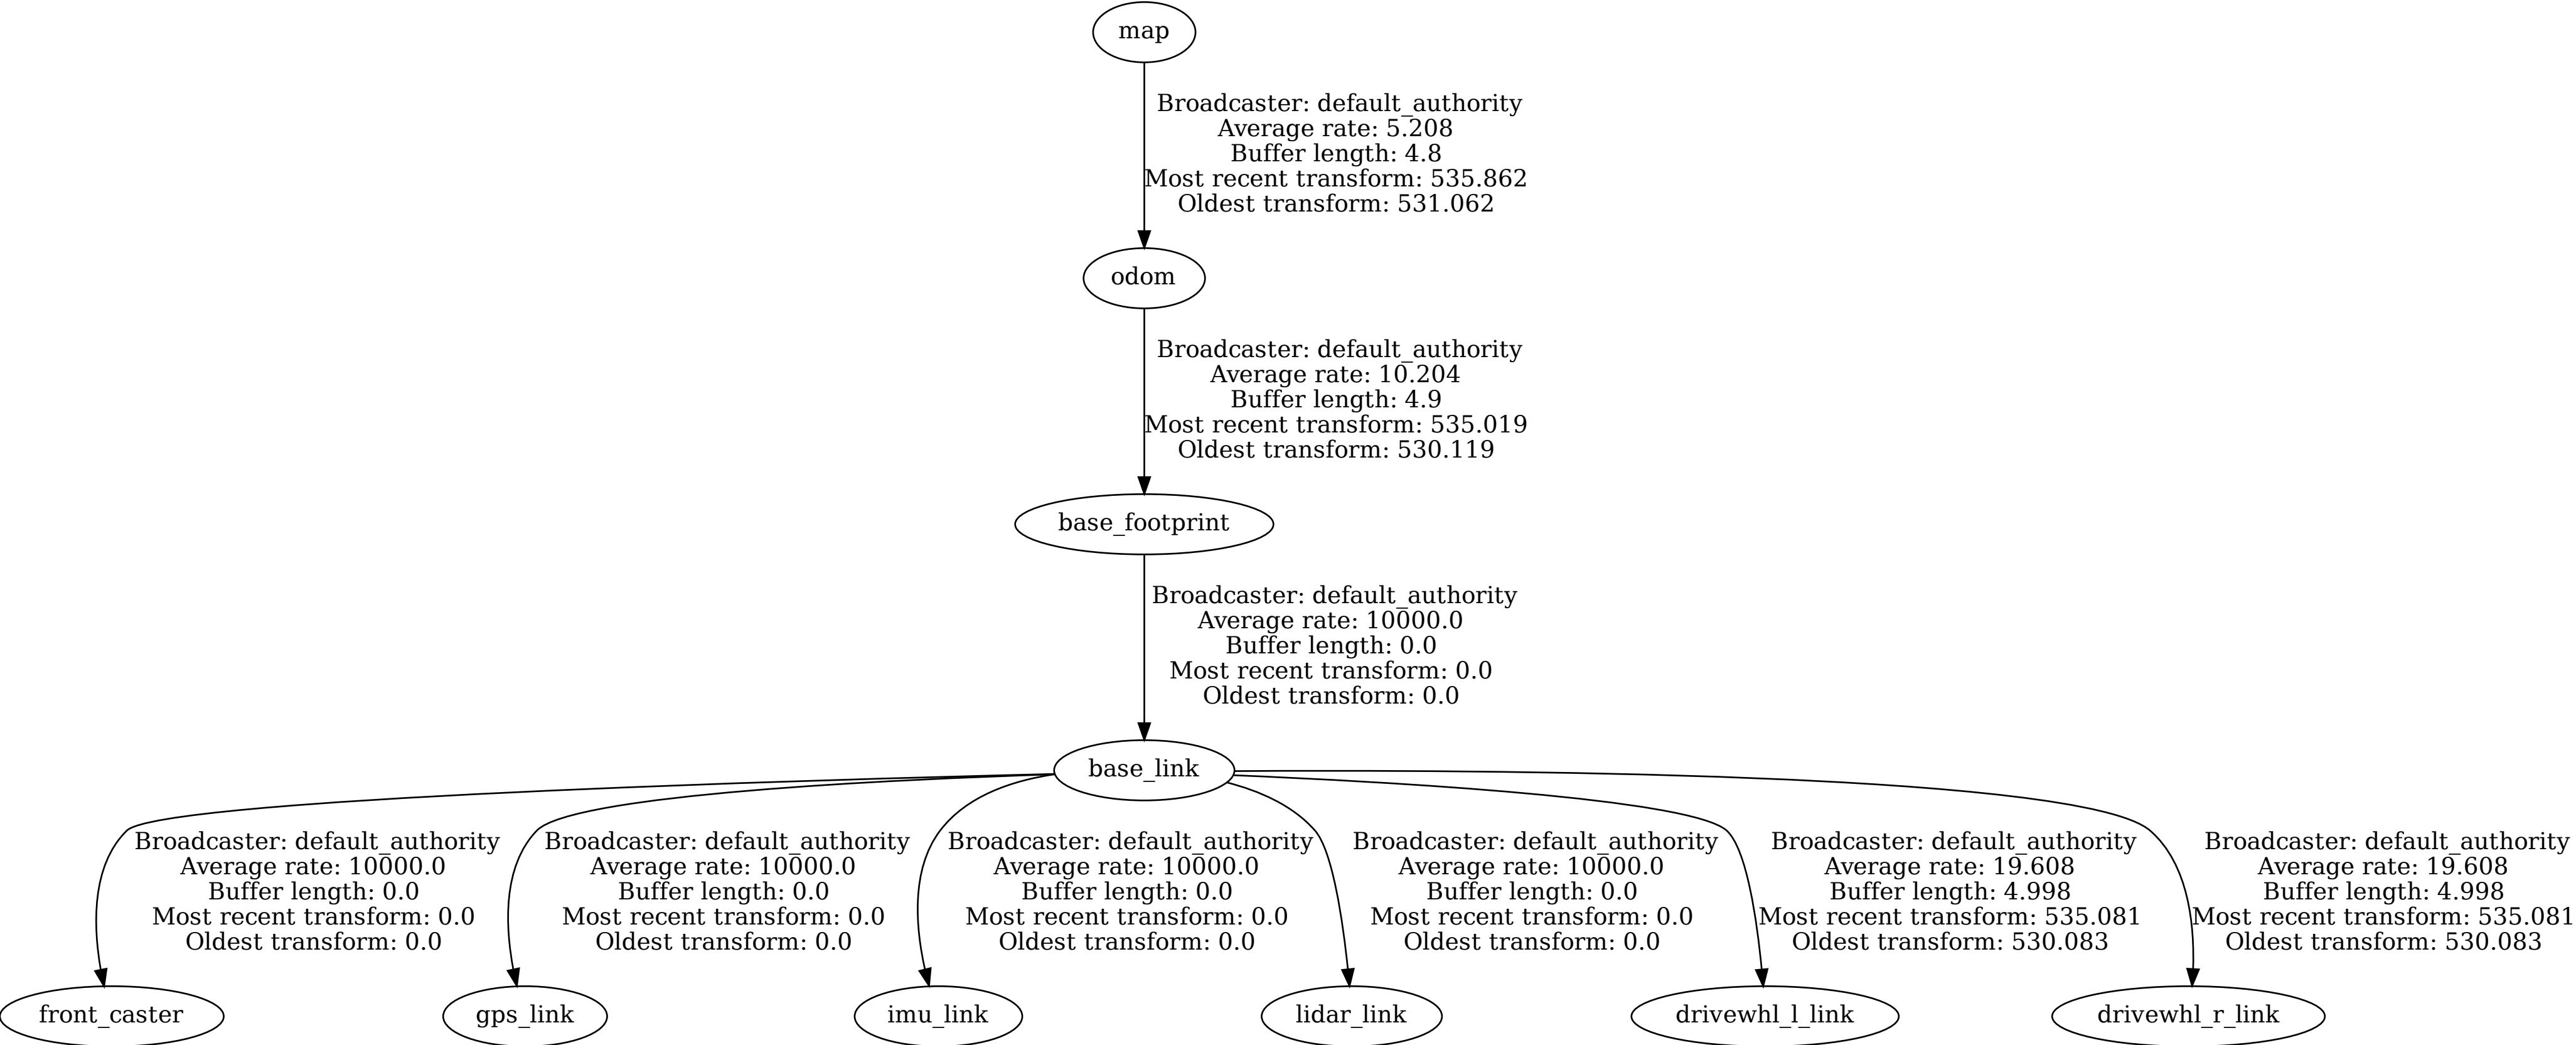 map
Broadcaster: default_authority
Average rate: 5.208
Buffer length: 4.8
Most recent transform: 535.862
Oldest transform: 531.062
odom
Broadcaster: default_authority
Average rate: 10.204
Buffer length: 4.9
Most recent transform: 535.019
Oldest transform: 530.119
base_footprint
Broadcaster: default_authority
Average rate: 10000.0
Buffer length: 0.0
Most recent transform: 0.0
Oldest transform: 0.0
base_link
Broadcaster: default_authority
Average rate: 10000.0
Buffer length: 0.0
Most recent transform: 0.0
Oldest transform: 0.0
Broadcaster: default_authority
Average rate: 10000.0
Buffer length: 0.0
Most recent transform: 0.0
Oldest transform: 0.0
Broadcaster: default_authority
Average rate: 10000.0
Buffer length: 0.0
Most recent transform: 0.0
Oldest transform: 0.0
Broadcaster: default_authority
Average rate: 10000.0
Buffer length: 0.0
Most recent transform: 0.0
Oldest transform: 0.0
Broadcaster: default_authority
Average rate: 19.608
Buffer length: 4.998
Most recent transform: 535.081
Oldest transform: 530.083
Broadcaster: default_authority
Average rate: 19.608
Buffer length: 4.998
Most recent transform: 535.081
Oldest transform: 530.083
front_caster
gps_link
imu_link
lidar_link
drivewhl_l_link
drivewhl_r_link